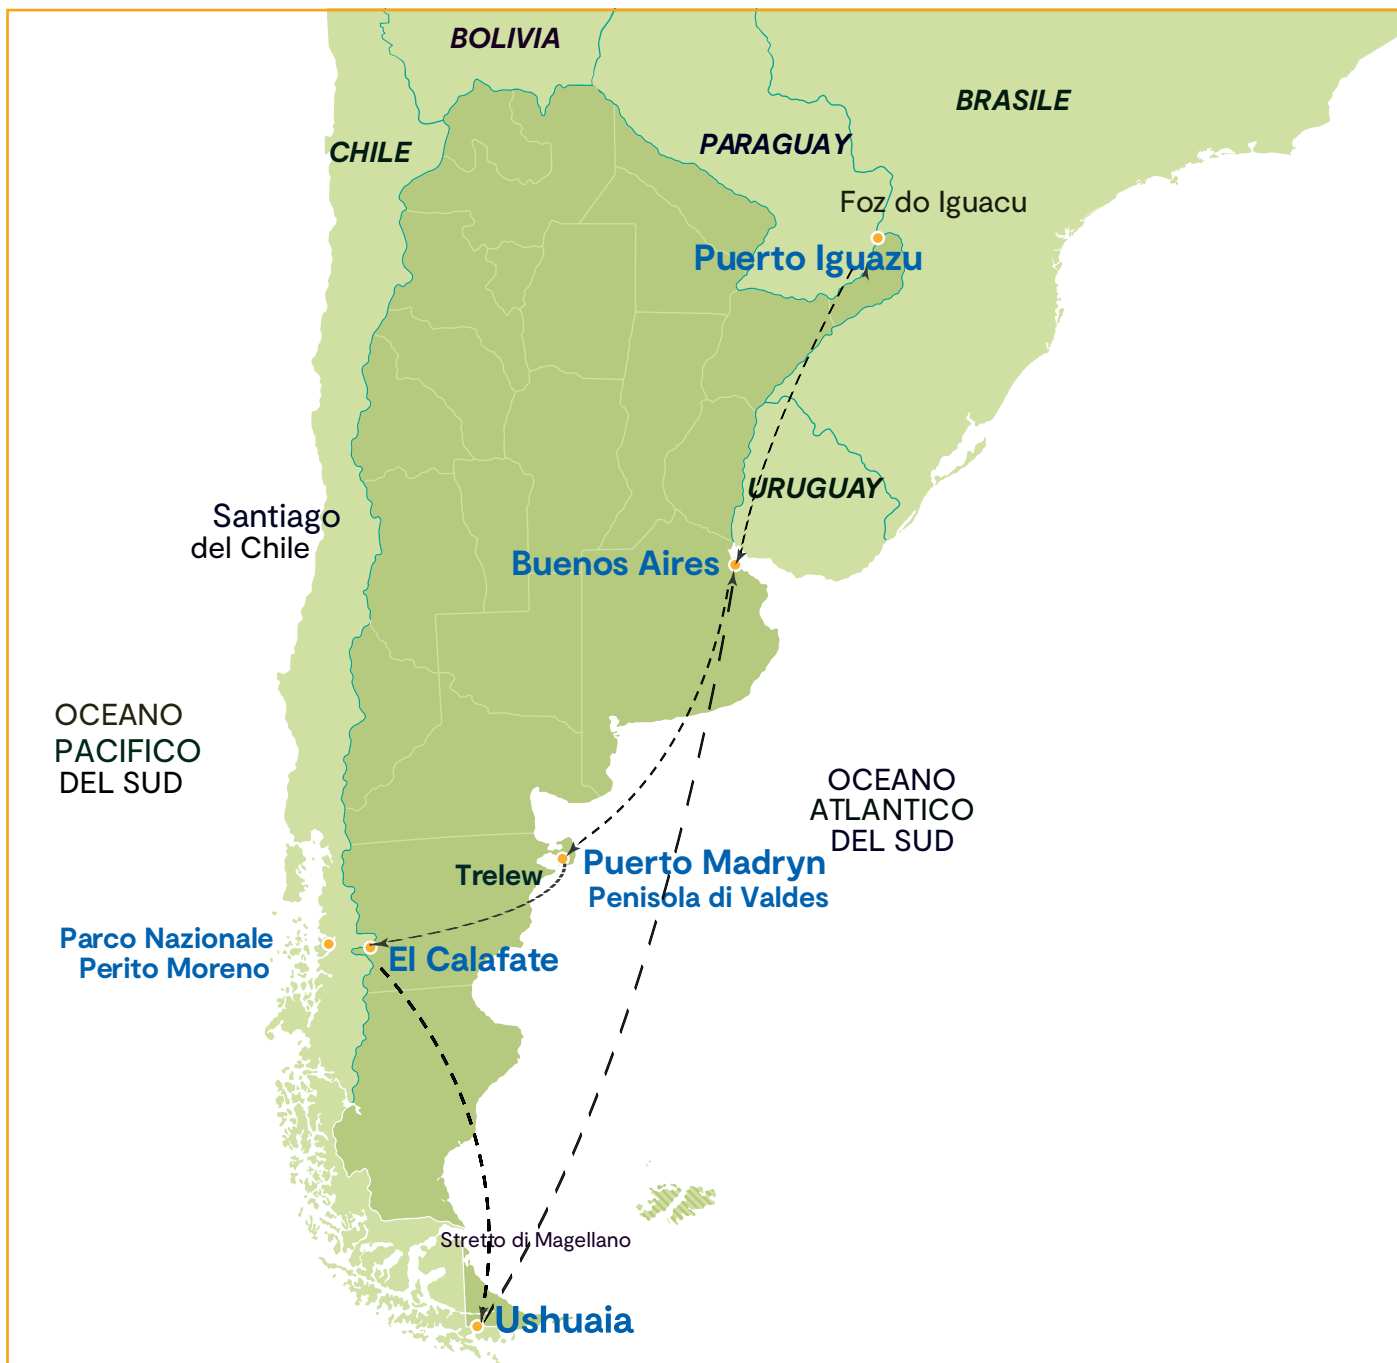 BOLIVIA
BRASILE
CHILE
PARAGUAY
Foz do Iguacu
Puerto Iguazu
URUGUAY
Santiago
del Chile
Buenos Aires
OCEANO
PACIFICO
DEL SUD
OCEANO
ATLANTICO
DEL SUD
Puerto Madryn
Trelew
Penisola di Valdes
Parco Nazionale
Perito Moreno
El Calafate
Stretto di Magellano
Ushuaia